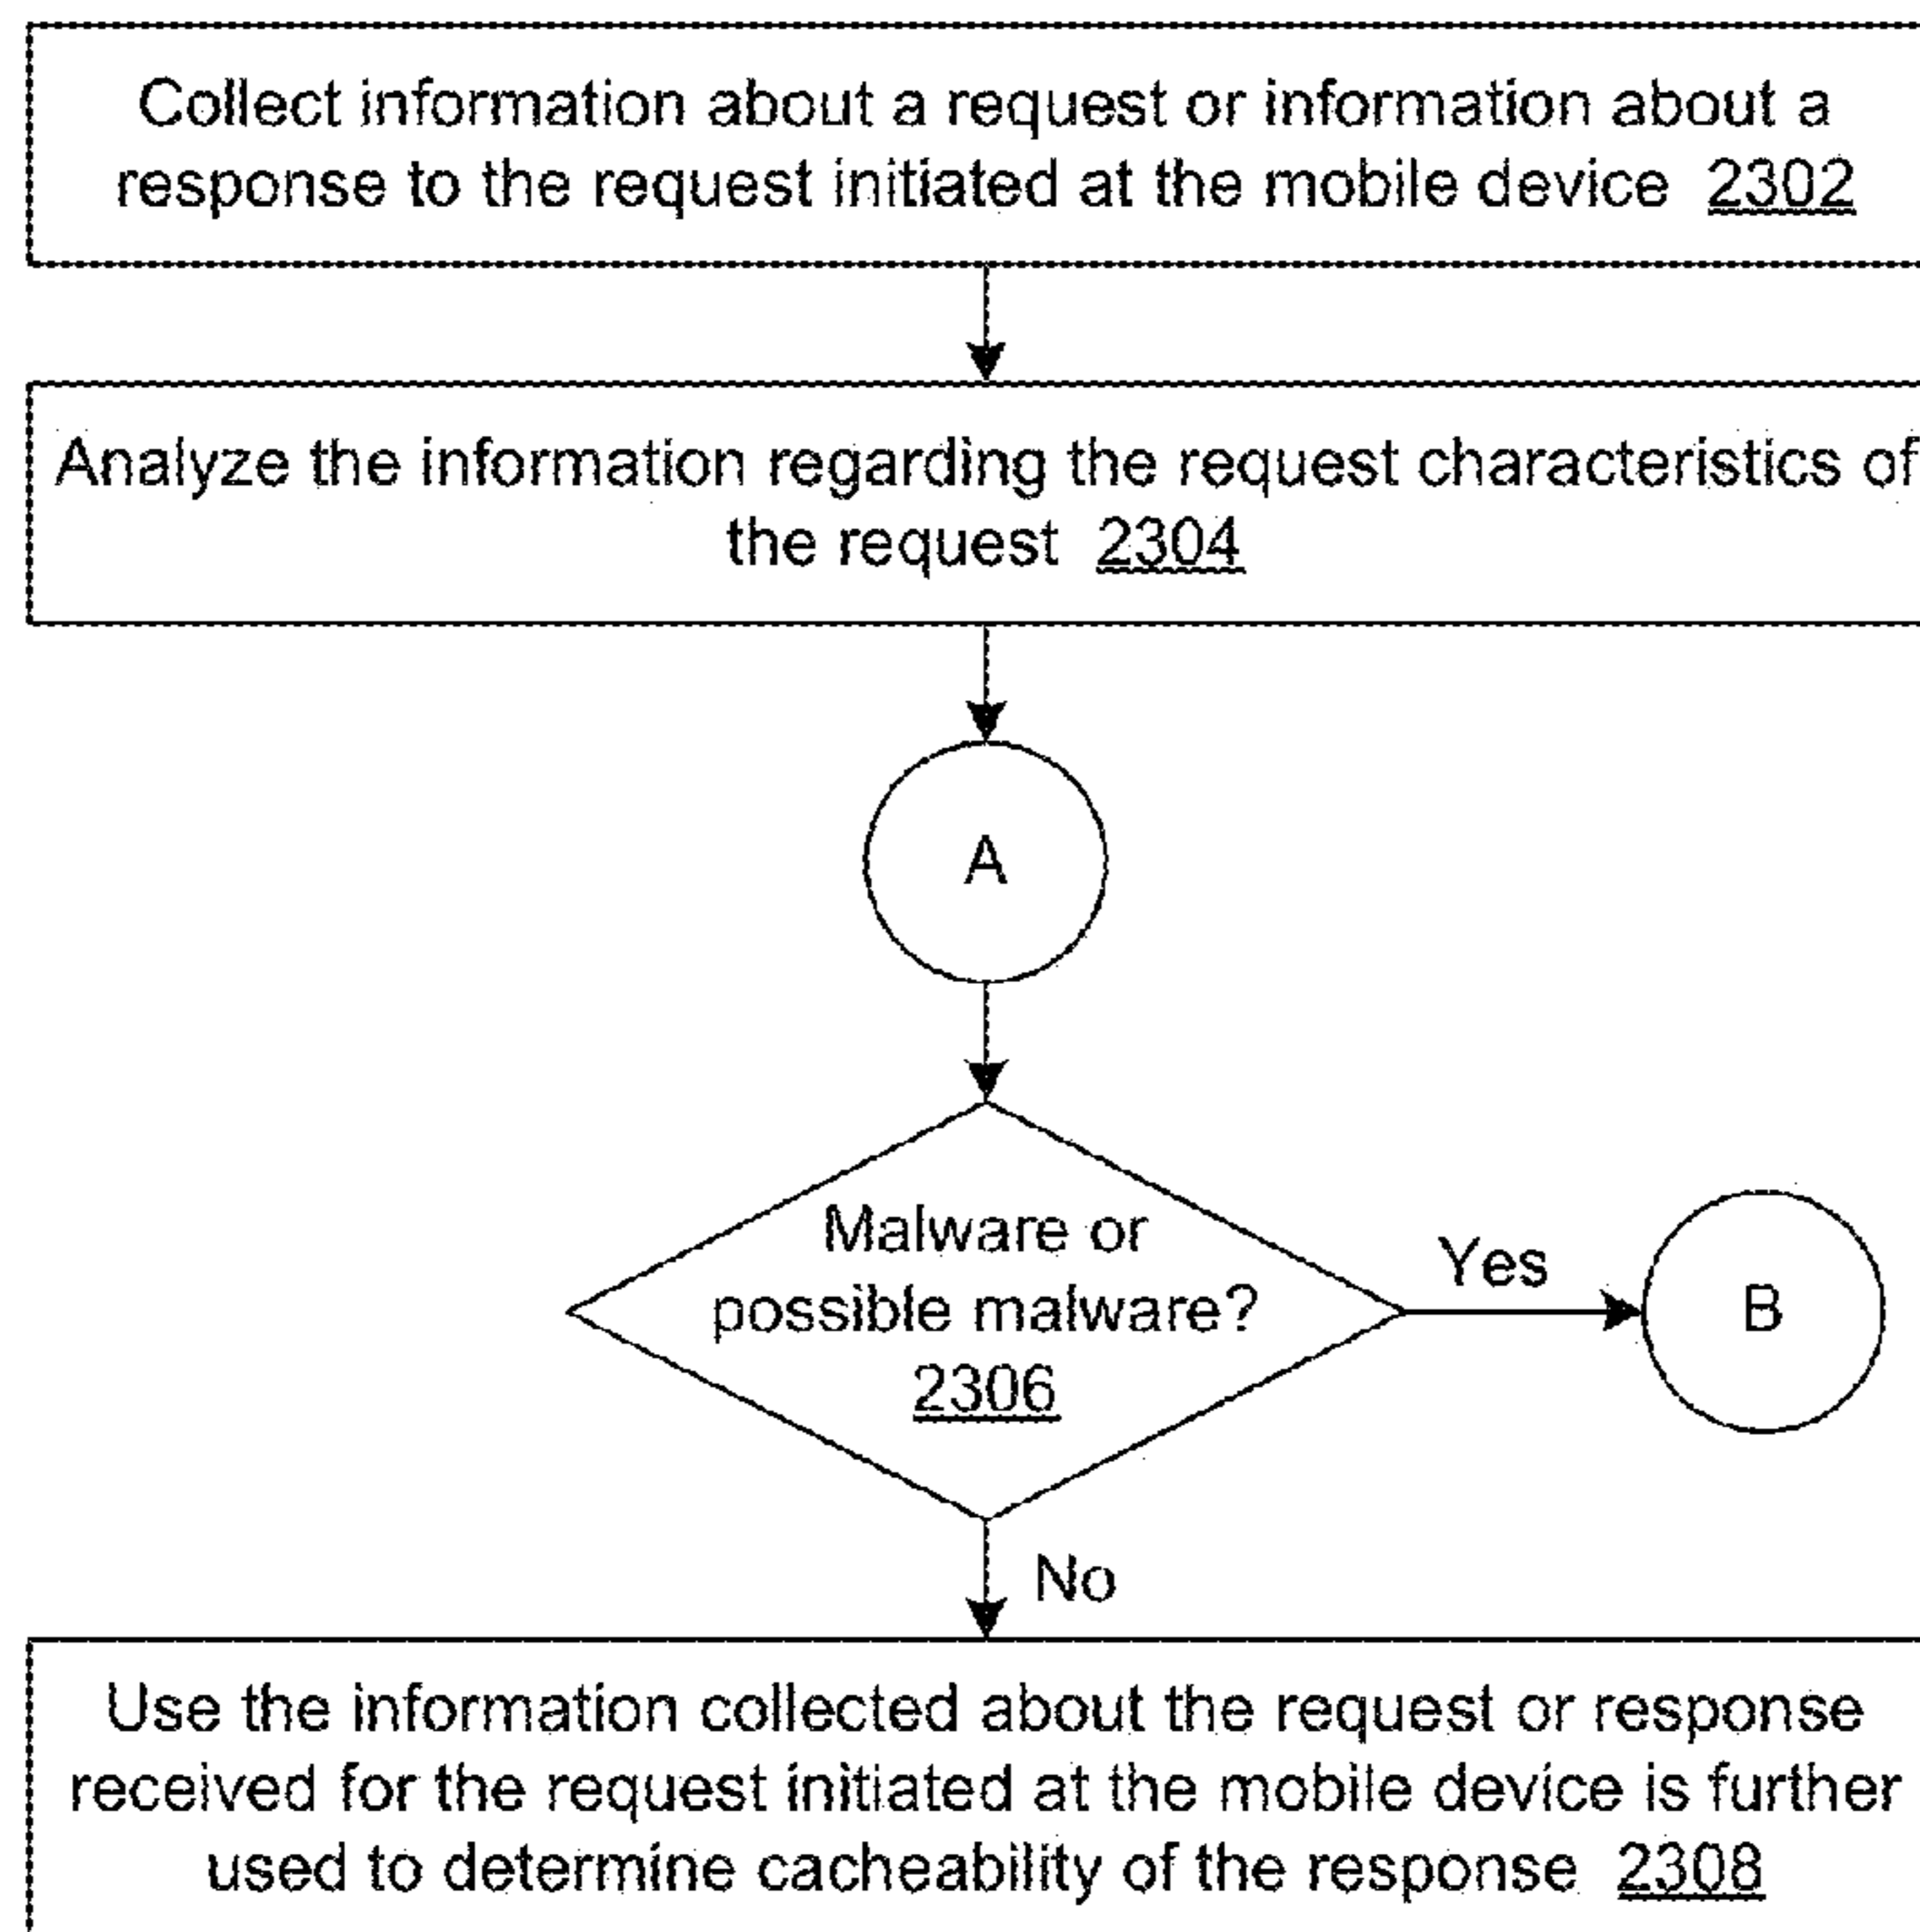 Collect information about a request or information about a
response to the request initiated at the mobile device 2302
Analyze the information regarding the request characteristics of
the request 2304
A
Malware or
possible malware?
2306
Yes
B
No
Use the information collected about the request or response
received for the request initiated at the mobile device is further
used to determine cacheability of the response 2308